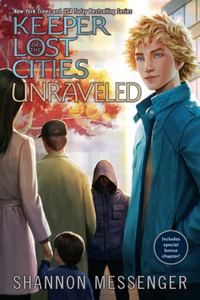 New York Times and USA Today Bestselling Series
KEEPER
OF THE
LOST
CITIES
UNRAVELED
Includes
special
bonus
chapter!
SHANNON MESSENGER